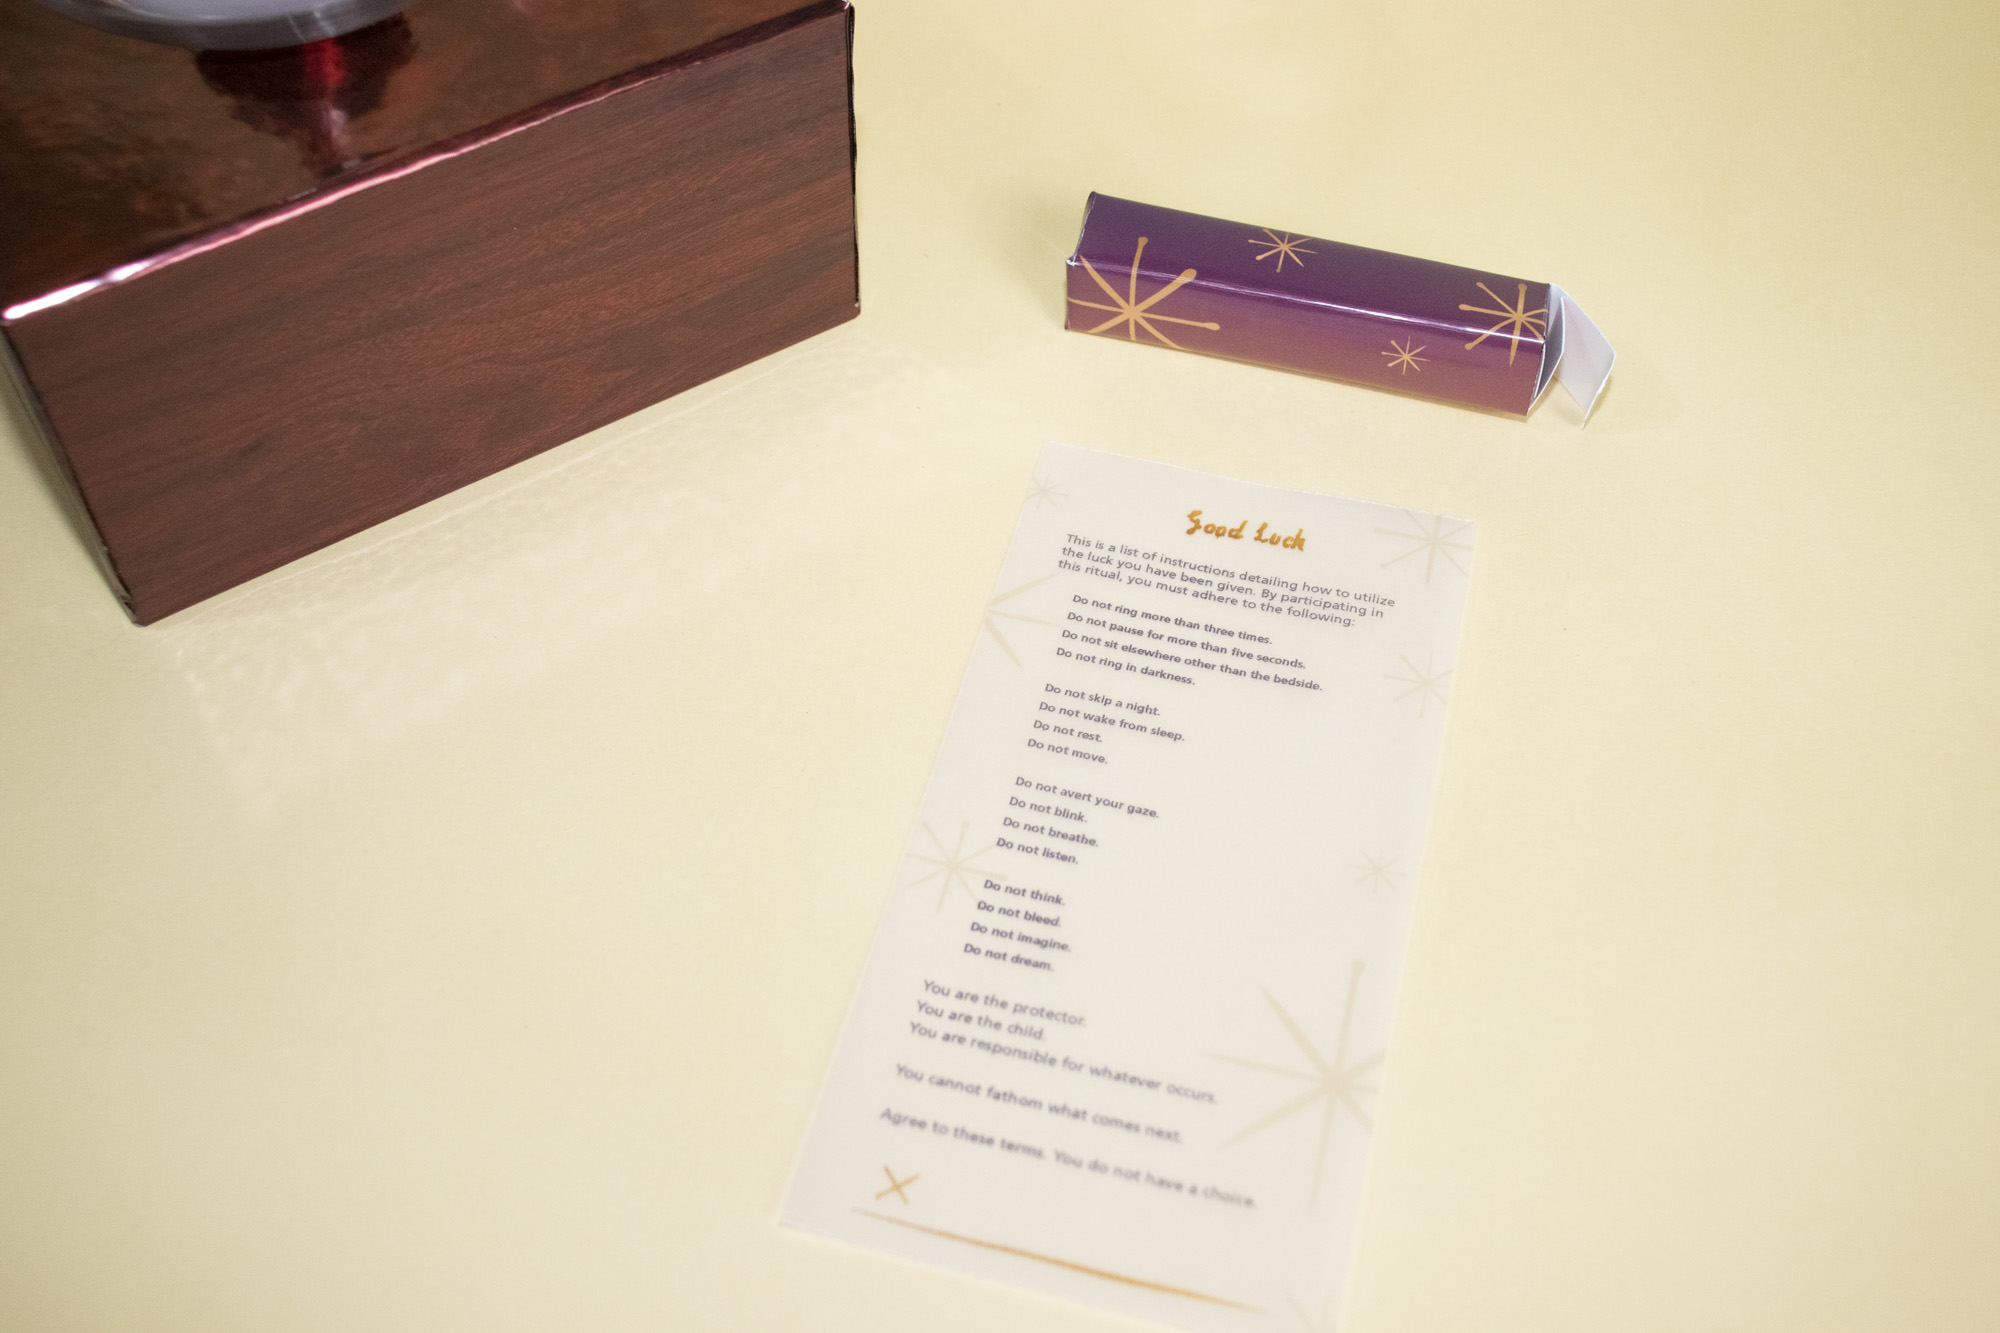 Good Luck
This is a list of instructions detailing how to utilize
the luck you have been given. By participating in
this ritual, you must adhere to the following:
Do not ring more than three times.
Do not pause for more than five seconds.
Do not sit elsewhere other than the bedside.
Do not ring in darkness.
Do not skip a night.
Do not wake from sleep.
Do not rest.
Do not move.
Do not avert your gaze.
Do not blink.
Do not breathe.
Do not listen.
Do not think.
Do not bleed.
Do not imagine.
Do not dream.
You are the protector.
You are the child.
You are responsible for whatever occurs.
You cannot fathom what comes next.
Agree to these terms. You do not have a choice.
X